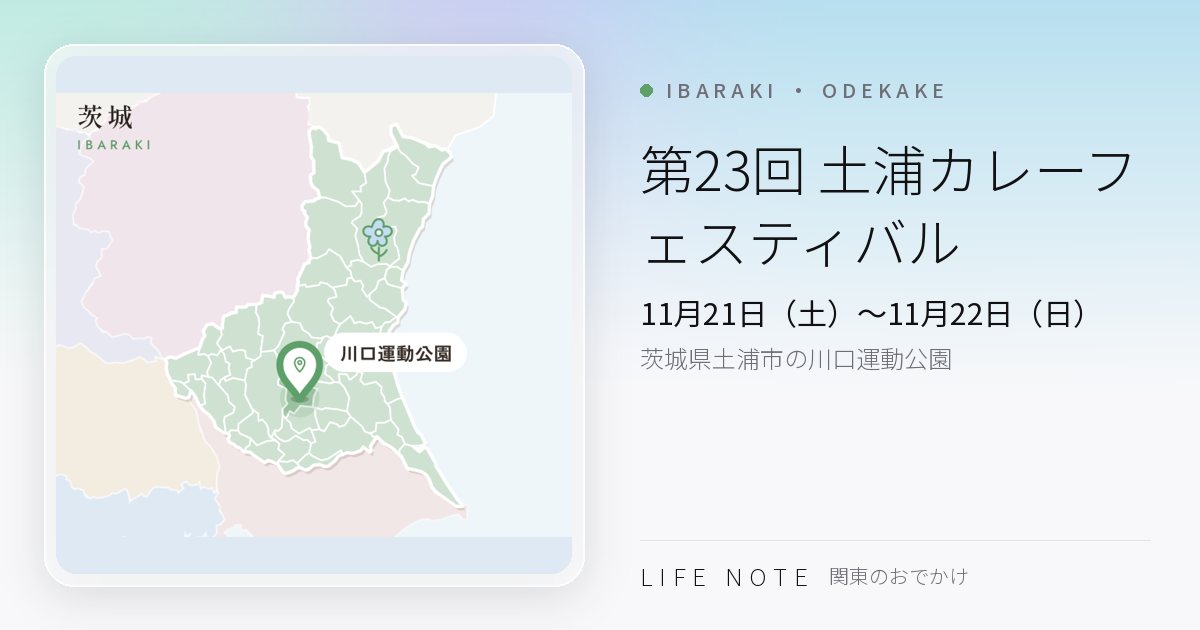 茨城
IBARAKI
川口運動公園
IBARAKI • ODEKAKE
第23回 土浦カレーフ
ェスティバル
11月21日（土）〜11月22日（日）
茨城県土浦市の川口運動公園
LIFE NOTE 関東のおでかけ